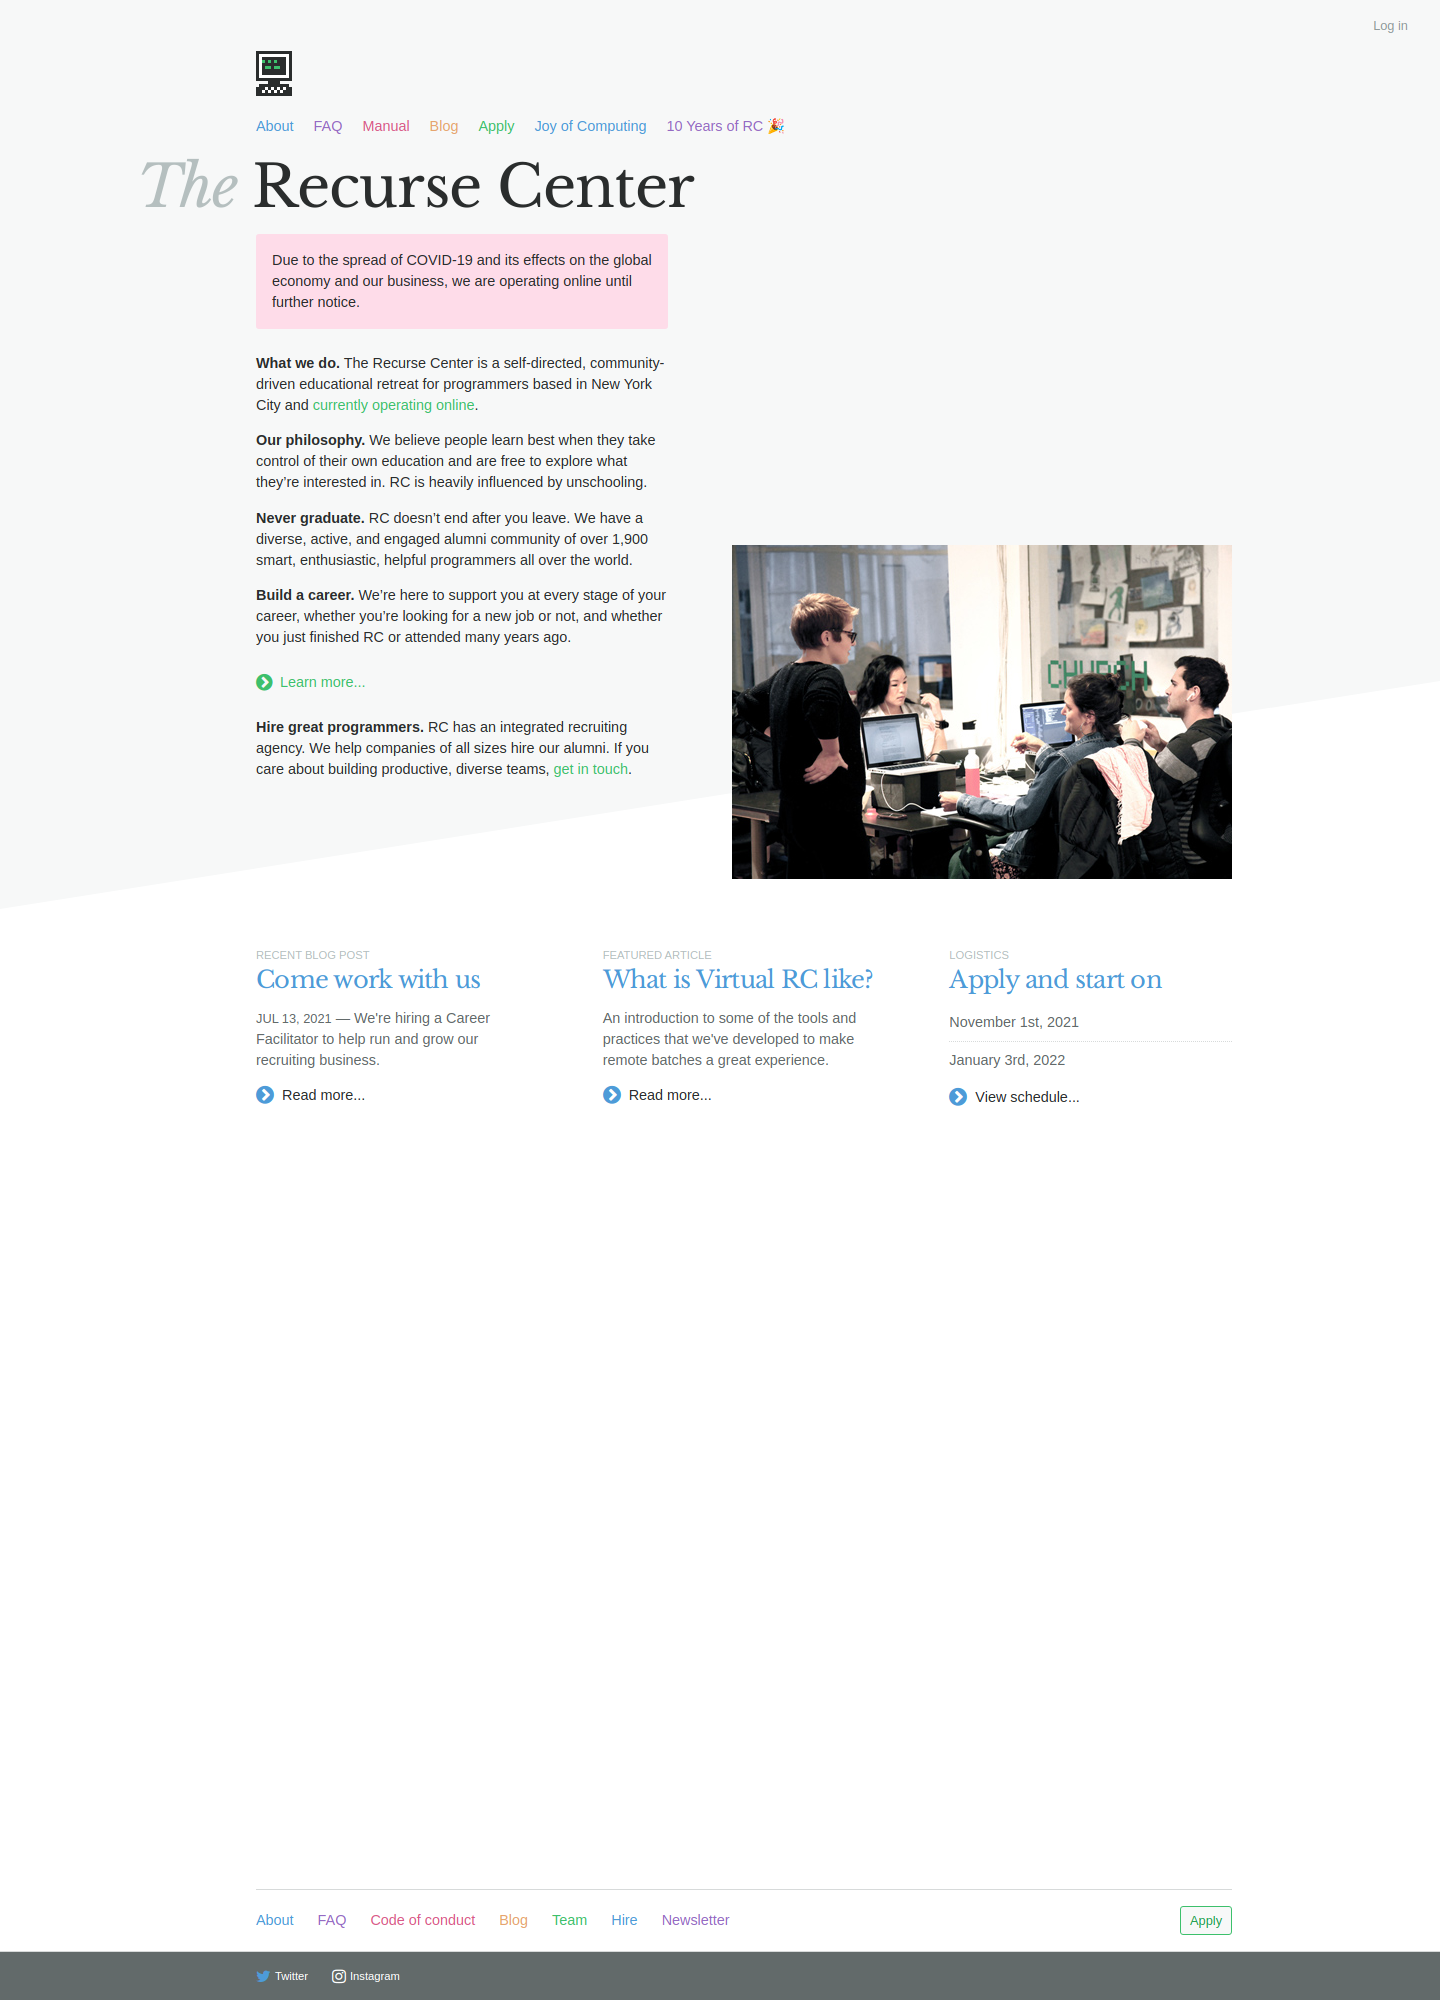 Log in
About FAQ Manual Blog Apply Joy of Computing 10 Years of RC 🎉
The Recurse Center
Due to the spread of COVID-19 and its effects on the global
economy and our business, we are operating online until
further notice.
What we do. The Recurse Center is a self-directed, community-
driven educational retreat for programmers based in New York
City and currently operating online.
Our philosophy. We believe people learn best when they take
control of their own education and are free to explore what
they’re interested in. RC is heavily influenced by unschooling.
Never graduate. RC doesn’t end after you leave. We have a
diverse, active, and engaged alumni community of over 1,900
smart, enthusiastic, helpful programmers all over the world.
Build a career. We’re here to support you at every stage of your
career, whether you’re looking for a new job or not, and whether
you just finished RC or attended many years ago.
Learn more...
Hire great programmers. RC has an integrated recruiting
agency. We help companies of all sizes hire our alumni. If you
care about building productive, diverse teams, get in touch.
CHURCH
RECENT BLOG POST
Come work with us
JUL 13, 2021 — We're hiring a Career
Facilitator to help run and grow our
recruiting business.
Read more...
FEATURED ARTICLE
What is Virtual RC like?
An introduction to some of the tools and
practices that we've developed to make
remote batches a great experience.
Read more...
LOGISTICS
Apply and start on
November 1st, 2021
January 3rd, 2022
View schedule...
About FAQ Code of conduct Blog Team Hire Newsletter Apply
Twitter Instagram